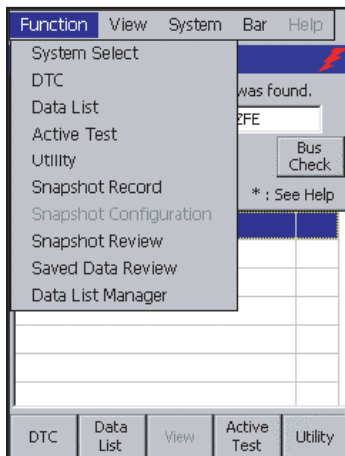 Function View System Bar Help
System Select
DTC
was found.
Data List
ZFE
Active Test
Utility
Bus Check
Snapshot Record
* : See Help
Snapshot Configuration
Snapshot Review
Saved Data Review
Data List Manager
DTC Data List View Active Test Utility